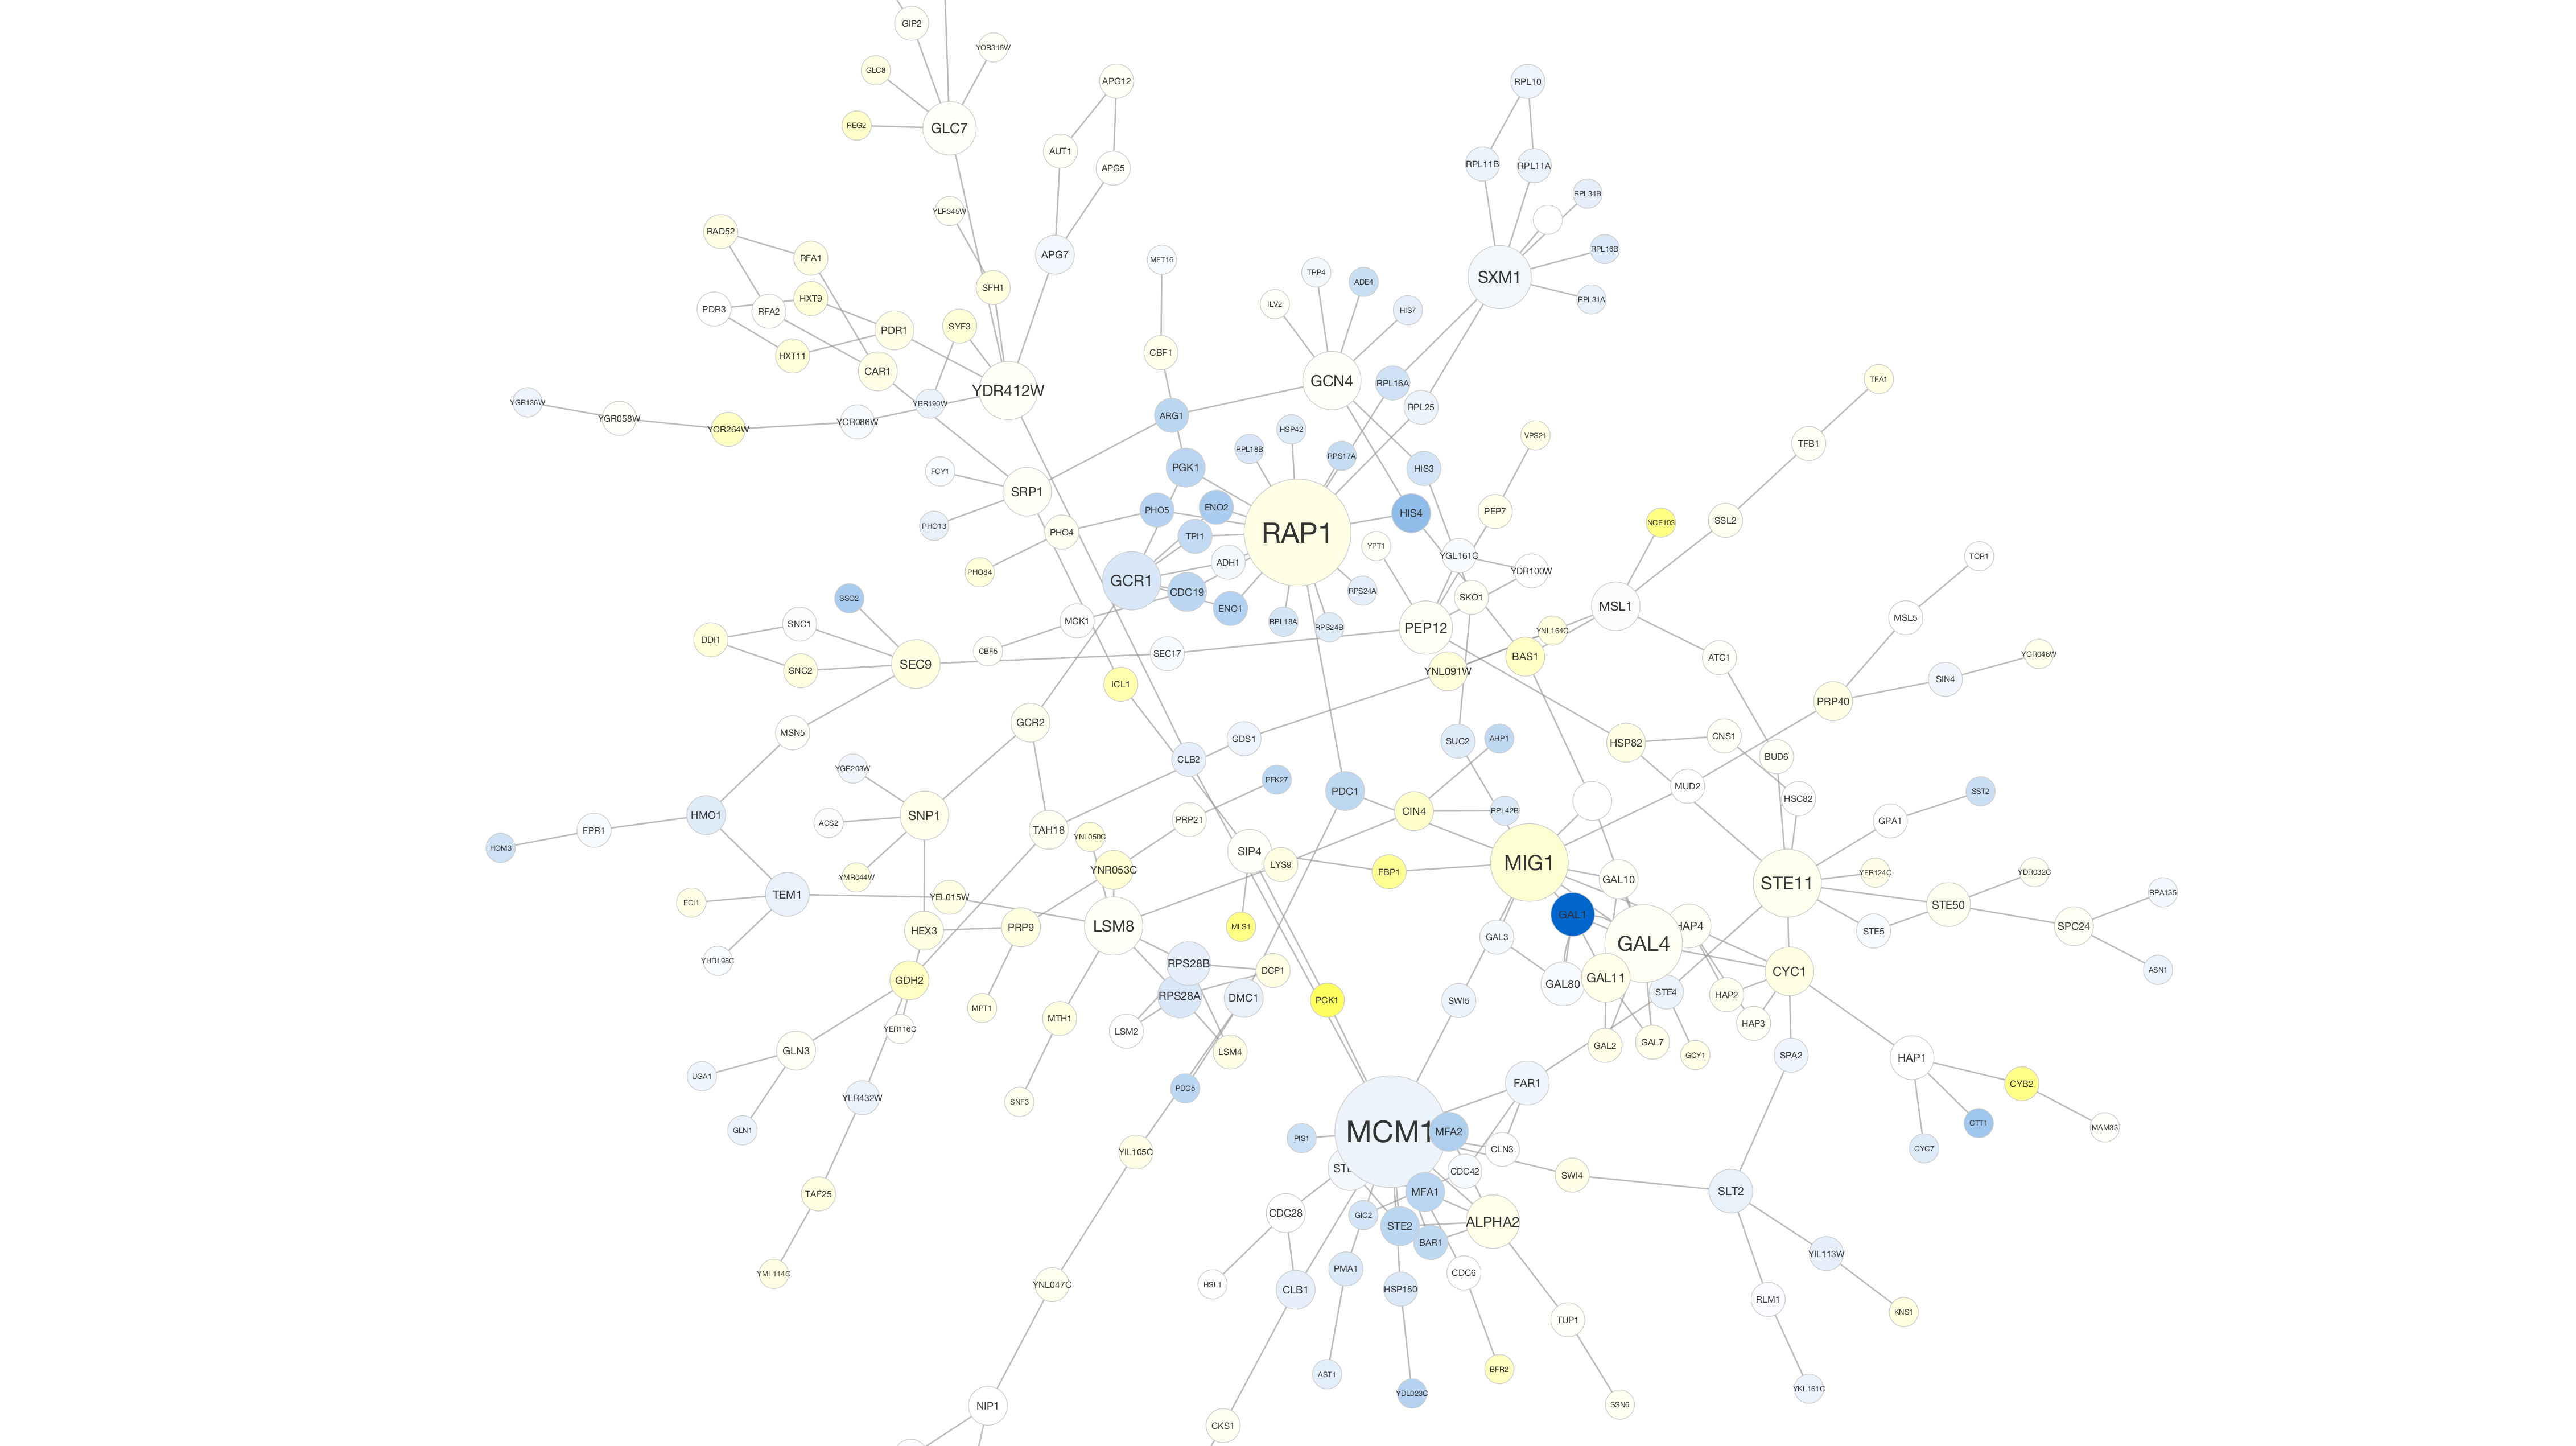 GIP2
YOR315W
GLC8
APG12
RPL10
REG2
GLC7
AUT1
APG5
RPL11B
RPL11A
RPL34B
YLR345W
RAD52
RFA1
APG7
MET16
RPL16B
TRP4
ADE4
SXM1
SFH1
HXT9
RPL31A
PDR3
RFA2
ILV2
HIS7
SYF3
PDR1
HXT11
CBF1
CAR1
GCN4
RPL16A
TFA1
YDR412W
YGR136W
YBR190W
RPL25
YGR058W
ARG1
YCR086W
YOR264W
HSP42
VPS21
TFB1
RPL18B
RPS17A
PGK1
HIS3
FCY1
SRP1
ENO2
PHO5
HIS4
PEP7
SSL2
NCE103
PHO13
PHO4
TPI1
RAP1
YPT1
YGL161C
TOR1
ADH1
PHO84
YDR100W
GCR1
CDC19
RPS24A
SSO2
SKO1
ENO1
MSL1
MSL5
SNC1
MCK1
RPL18A
RPS24B
PEP12
YNL164C
DDI1
CBF5
SEC17
BAS1
ATC1
YGR046W
SEC9
SNC2
YNL091W
SIN4
ICL1
PRP40
GCR2
MSN5
GDS1
SUC2
AHP1
HSP82
CNS1
CLB2
BUD6
YGR203W
PFK27
MUD2
PDC1
SST2
HSC82
HMO1
SNP1
ACS2
PRP21
CIN4
RPL42B
GPA1
FPR1
TAH18
YNL050C
HOM3
SIP4
LYS9
MIG1
YNR053C
FBP1
YMR044W
GAL10
STE11
YER124C
YDR032C
TEM1
YEL015W
RPA135
ECI1
STE50
GAL1
HEX3
PRP9
LSM8
MLS1
HAP4
SPC24
STE5
GAL3
GAL4
YHR198C
RPS28B
DCP1
CYC1
ASN1
GDH2
GAL11
GAL80
RPS28A
DMC1
STE4
HAP2
MPT1
PCK1
SWI5
MTH1
HAP3
YER116C
LSM2
GAL2
GAL7
GLN3
LSM4
GCY1
SPA2
HAP1
UGA1
FAR1
CYB2
PDC5
YLR432W
SNF3
CTT1
MAM33
GLN1
MCM1
MFA2
PIS1
CLN3
CYC7
YIL105C
CDC42
SWI4
MFA1
SLT2
TAF25
CDC28
GIC2
ALPHA2
STE2
BAR1
YIL113W
PMA1
CDC6
YML114C
YNL047C
HSL1
CLB1
HSP150
RLM1
KNS1
TUP1
BFR2
AST1
YKL161C
YDL023C
NIP1
SSN6
CKS1